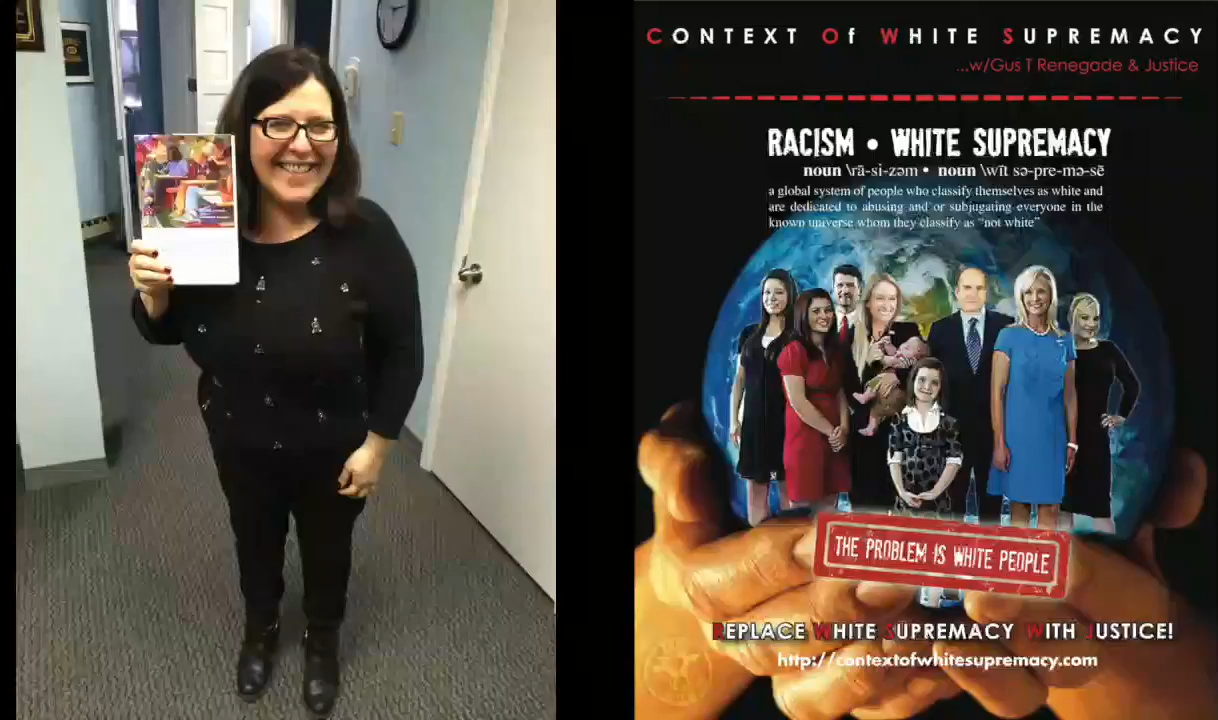 CONTEXT Of WHITE SUPREMACY
...w/Gus T Renegade & Justice
RACISM • WHITE SUPREMACY
noun \rā-si-zəm • noun \wīt sə-pre-mə-sē
a global system of people who classify themselves as white and
are dedicated to abusing and/or subjugating everyone in the
known universe whom they classify as “not white”
THE PROBLEM IS WHITE PEOPLE
REPLACE WHITE SUPREMACY WITH JUSTICE!
http://contextofwhitesupremacy.com